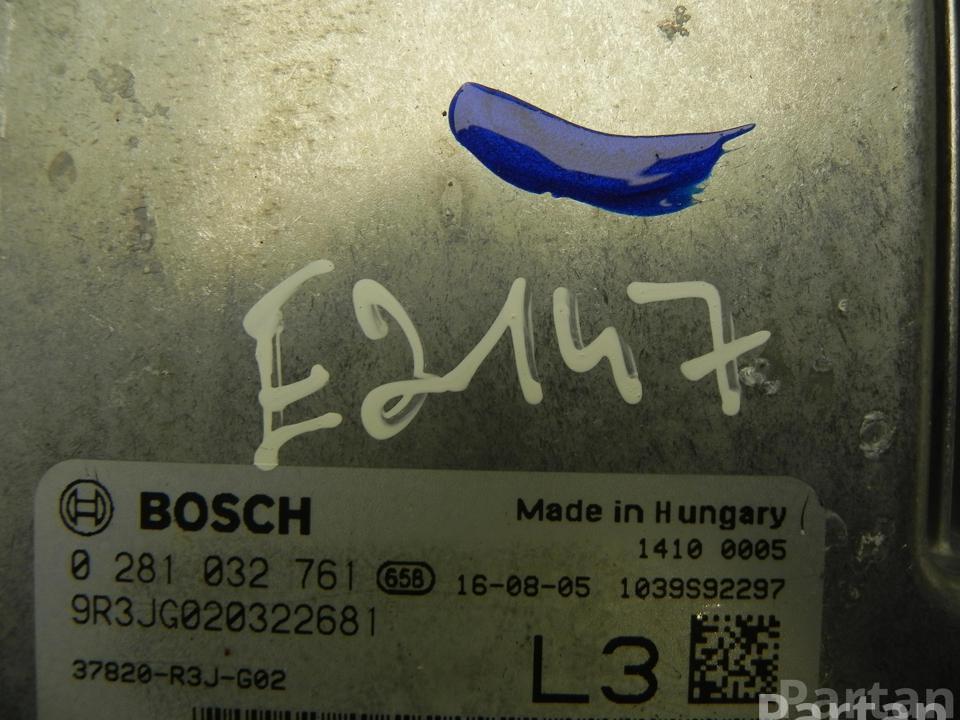 E2147
BOSCH Made in Hungary
1410 0005
0 281 032 761 658 16-08-05 1039S92297
9R3JG020322681
L3
37820-R3J-G02
Partan
Partan